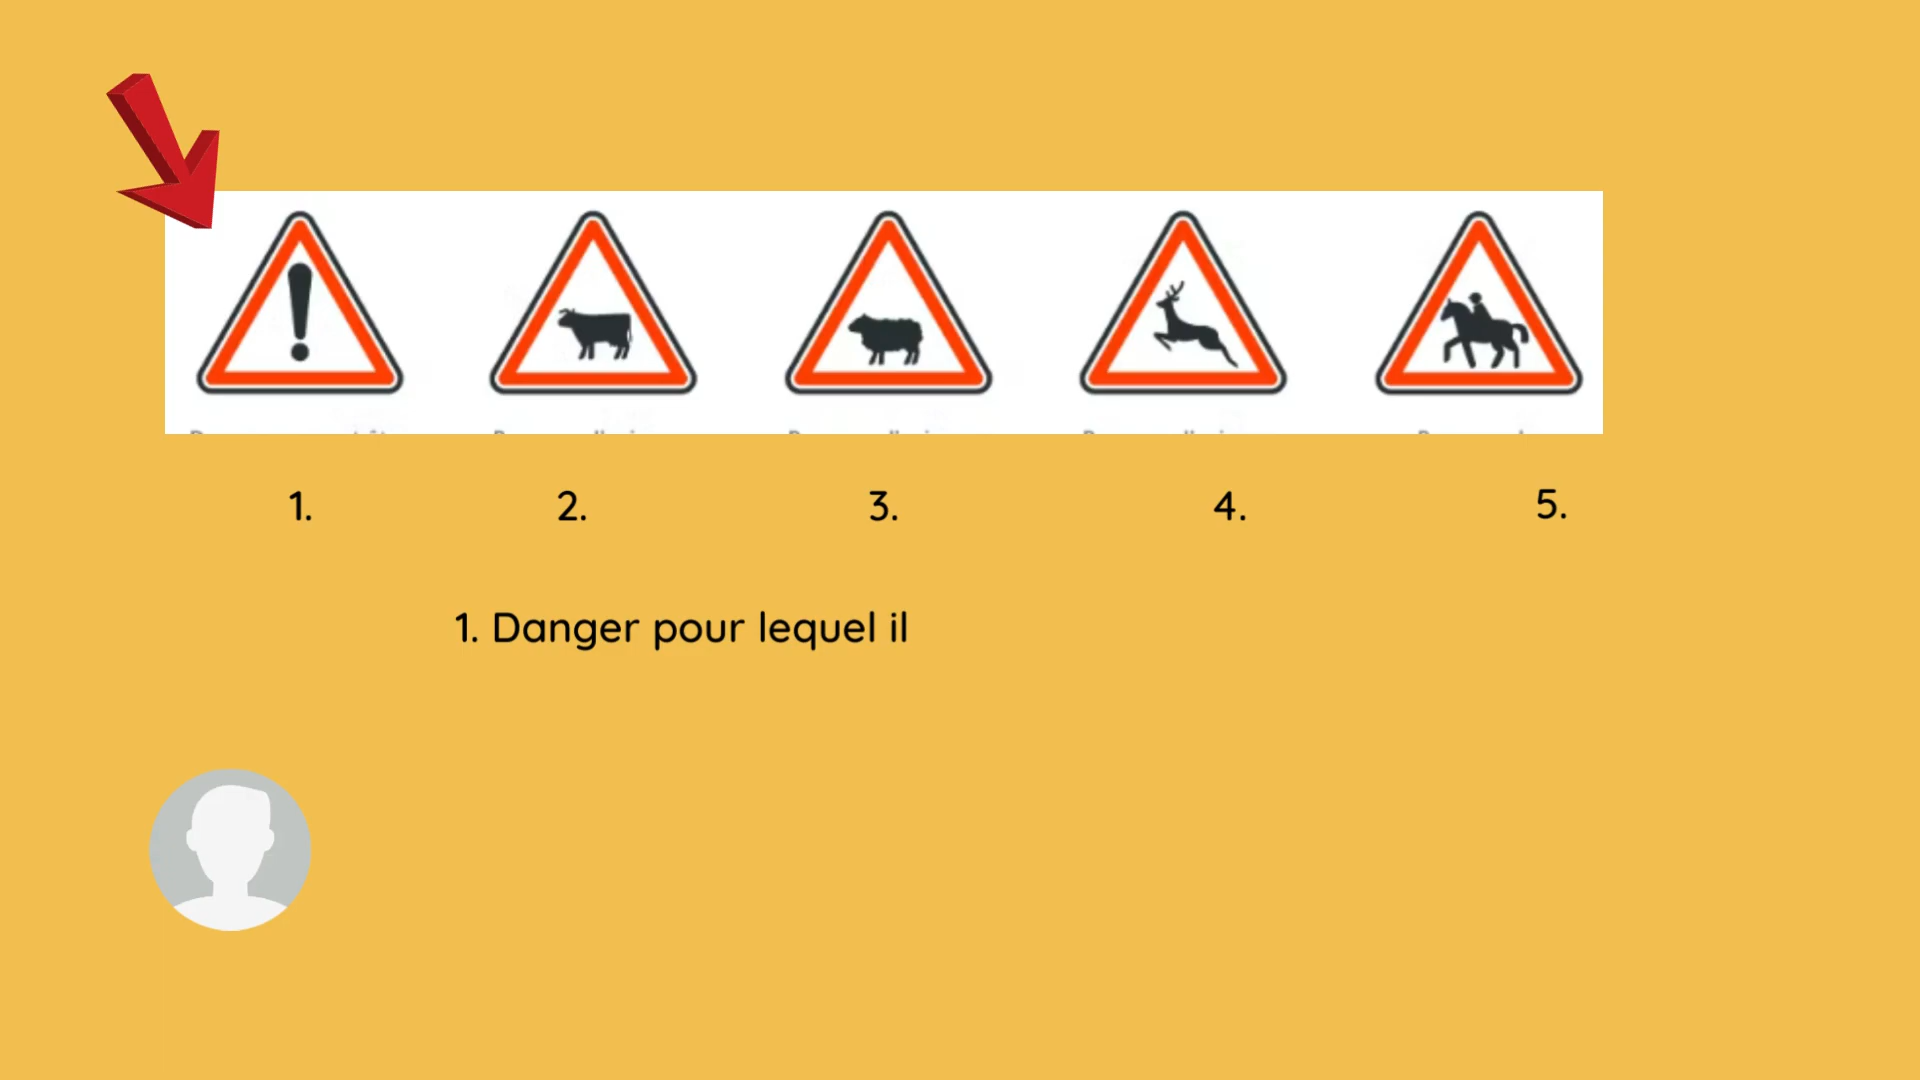 1. 2. 3. 4. 5.
1. Danger pour lequel il